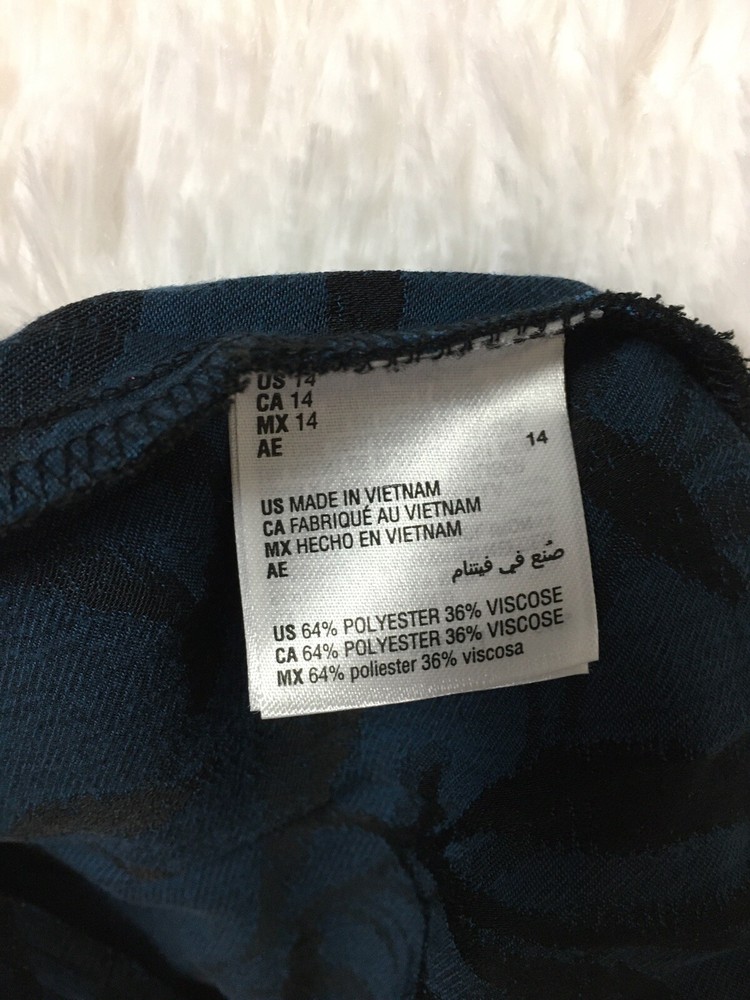 US 14
CA 14
MX 14
AE 14
US MADE IN VIETNAM
CA FABRIQUÉ AU VIETNAM
MX HECHO EN VIETNAM
AE صُنع في فيتنام
US 64% POLYESTER 36% VISCOSE
CA 64% POLYESTER 36% VISCOSE
MX 64% poliester 36% viscosa